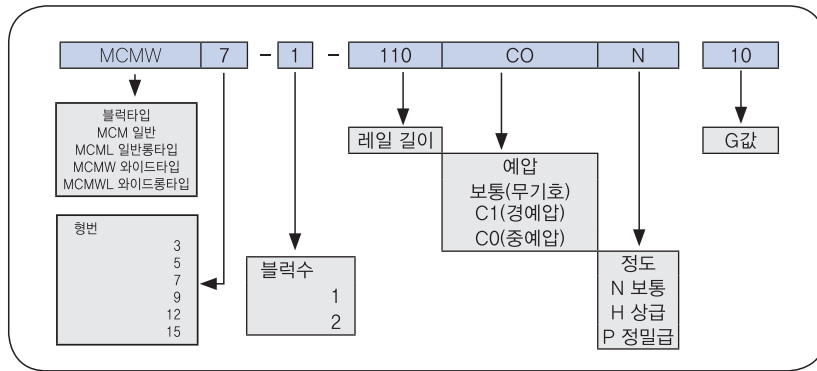 MCMW 7 - 1 - 110 CO N 10
블럭타입
MCM 일반
MCML 일반롱타입
MCMW 와이드타입
MCMWL 와이드롱타입
형번
3
5
7
9
12
15
블럭수
1
2
레일 길이
예압
보통(무기호)
C1(경예압)
C0(중예압)
정도
N 보통
H 상급
P 정밀급
G값